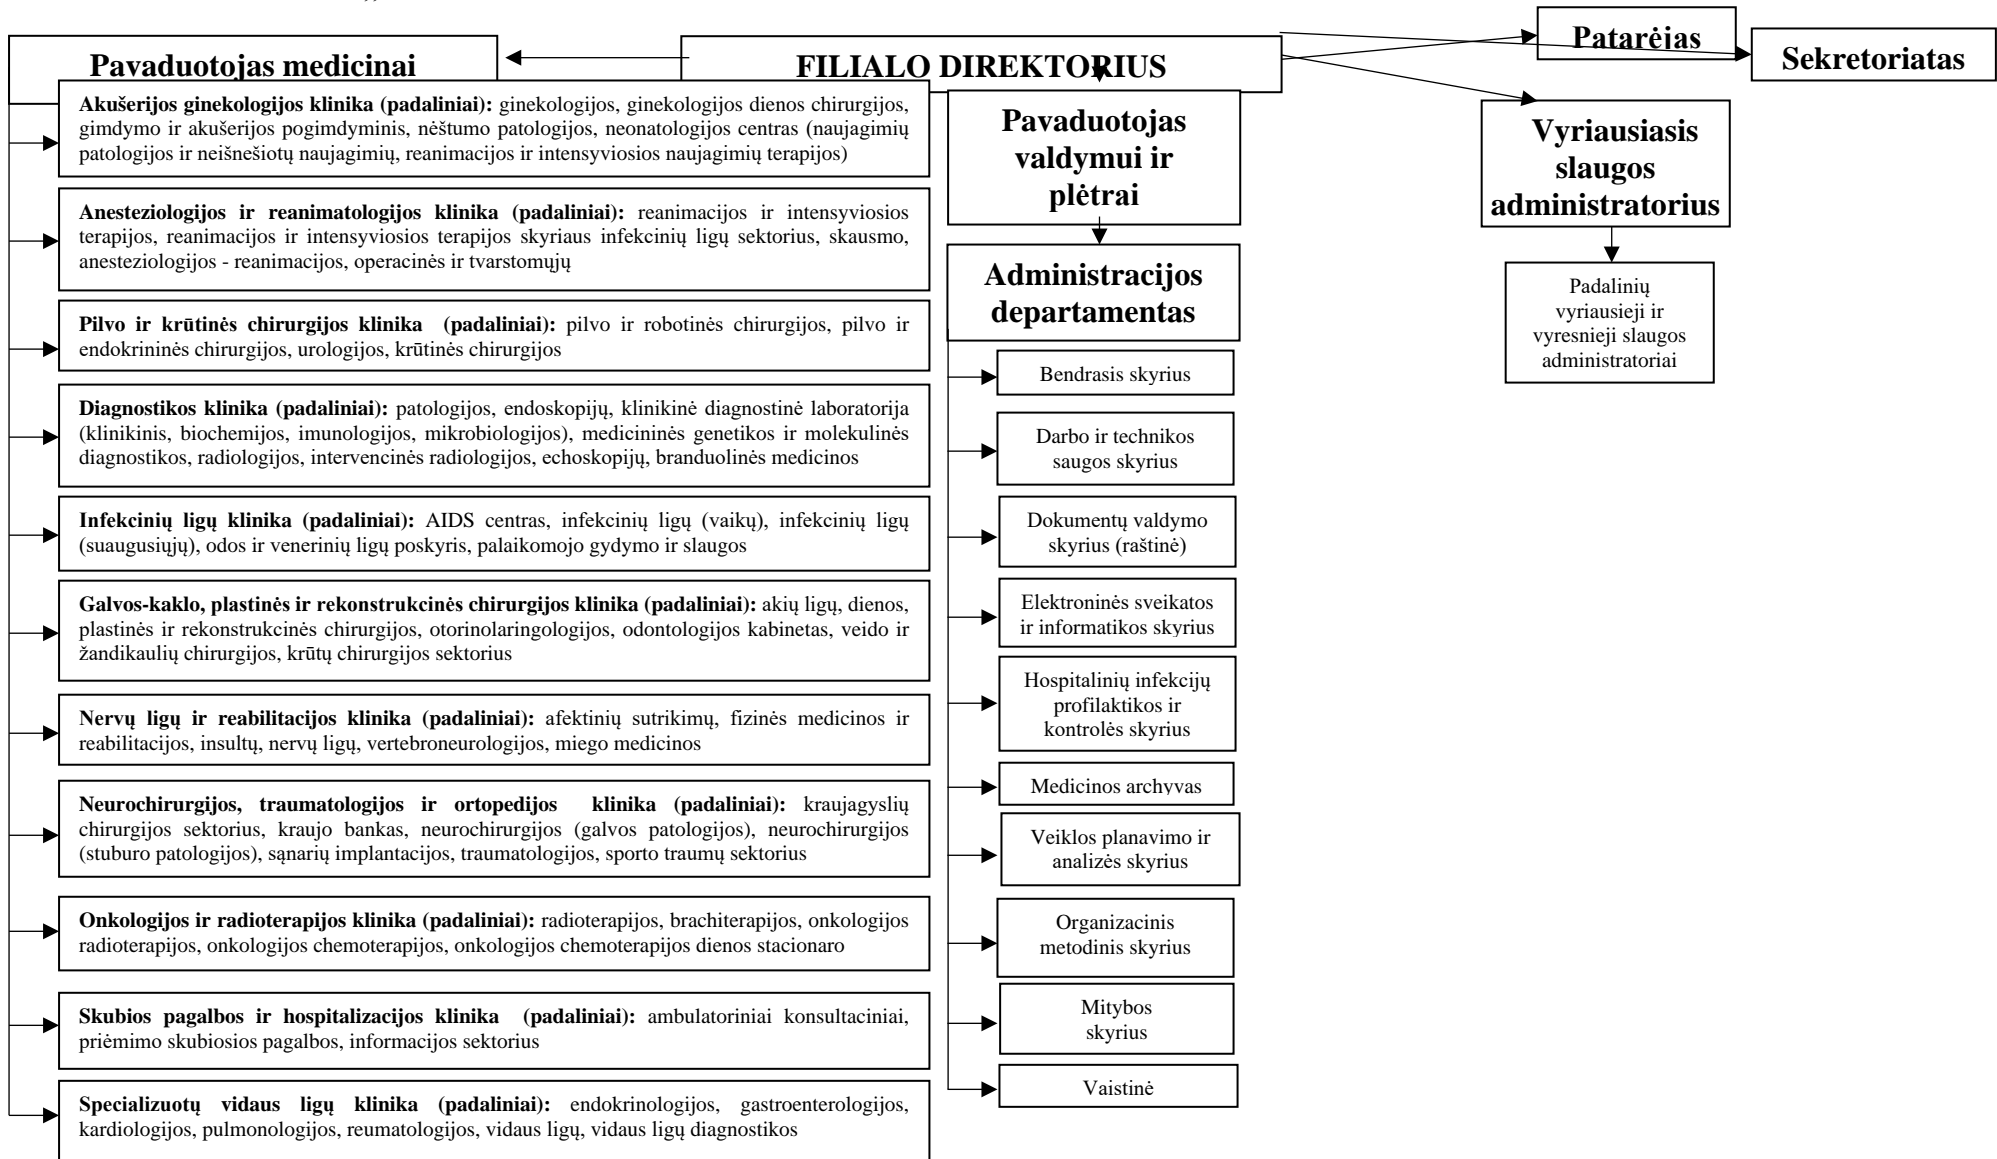 Patarėjas
Sekretoriatas
Pavaduotojas medicinai
FILIALO DIREKTORIUS
Akušerijos ginekologijos klinika (padaliniai): ginekologijos, ginekologijos dienos chirurgijos,
gimdymo ir akušerijos pogimdyminis, nėštumo patologijos, neonatologijos centras (naujagimių
patologijos ir neišnešiotų naujagimių, reanimacijos ir intensyviosios naujagimių terapijos)
Anesteziologijos ir reanimatologijos klinika (padaliniai): reanimacijos ir intensyviosios
terapijos, reanimacijos ir intensyviosios terapijos skyriaus infekcinių ligų sektorius, skausmo,
anesteziologijos - reanimacijos, operacinės ir tvarstomųjų
Pilvo ir krūtinės chirurgijos klinika (padaliniai): pilvo ir robotinės chirurgijos, pilvo ir
endokrininės chirurgijos, urologijos, krūtinės chirurgijos
Diagnostikos klinika (padaliniai): patologijos, endoskopijų, klinikinė diagnostinė laboratorija
(klinikinis, biochemijos, imunologijos, mikrobiologijos), medicininės genetikos ir molekulinės
diagnostikos, radiologijos, intervencinės radiologijos, echoskopijų, branduolinės medicinos
Infekcinių ligų klinika (padaliniai): AIDS centras, infekcinių ligų (vaikų), infekcinių ligų
(suaugusiųjų), odos ir venerinių ligų poskyris, palaikomojo gydymo ir slaugos
Galvos-kaklo, plastinės ir rekonstrukcinės chirurgijos klinika (padaliniai): akių ligų, dienos,
plastinės ir rekonstrukcinės chirurgijos, otorinolaringologijos, odontologijos kabinetas, veido ir
žandikaulių chirurgijos, krūtų chirurgijos sektorius
Nervų ligų ir reabilitacijos klinika (padaliniai): afektinių sutrikimų, fizinės medicinos ir
reabilitacijos, insultų, nervų ligų, vertebroneurologijos, miego medicinos
Neurochirurgijos, traumatologijos ir ortopedijos klinika (padaliniai): kraujagyslių
chirurgijos sektorius, kraujo bankas, neurochirurgijos (galvos patologijos), neurochirurgijos
(stuburo patologijos), sąnarių implantacijos, traumatologijos, sporto traumų sektorius
Onkologijos ir radioterapijos klinika (padaliniai): radioterapijos, brachiterapijos, onkologijos
radioterapijos, onkologijos chemoterapijos, onkologijos chemoterapijos dienos stacionaro
Skubios pagalbos ir hospitalizacijos klinika (padaliniai): ambulatoriniai konsultaciniai,
priėmimo skubiosios pagalbos, informacijos sektorius
Specializuotų vidaus ligų klinika (padaliniai): endokrinologijos, gastroenterologijos,
kardiologijos, pulmonologijos, reumatologijos, vidaus ligų, vidaus ligų diagnostikos
Pavaduotojas
valdymui ir
plėtrai
Administracijos
departamentas
Bendrasis skyrius
Darbo ir technikos
saugos skyrius
Dokumentų valdymo
skyrius (raštinė)
Elektroninės sveikatos
ir informatikos skyrius
Hospitalinių infekcijų
profilaktikos ir
kontrolės skyrius
Medicinos archyvas
Veiklos planavimo ir
analizės skyrius
Organizacinis
metodinis skyrius
Mitybos
skyrius
Vaistinė
Vyriausiasis
slaugos
administratorius
Padalinių
vyriausieji ir
vyresnieji slaugos
administratoriai